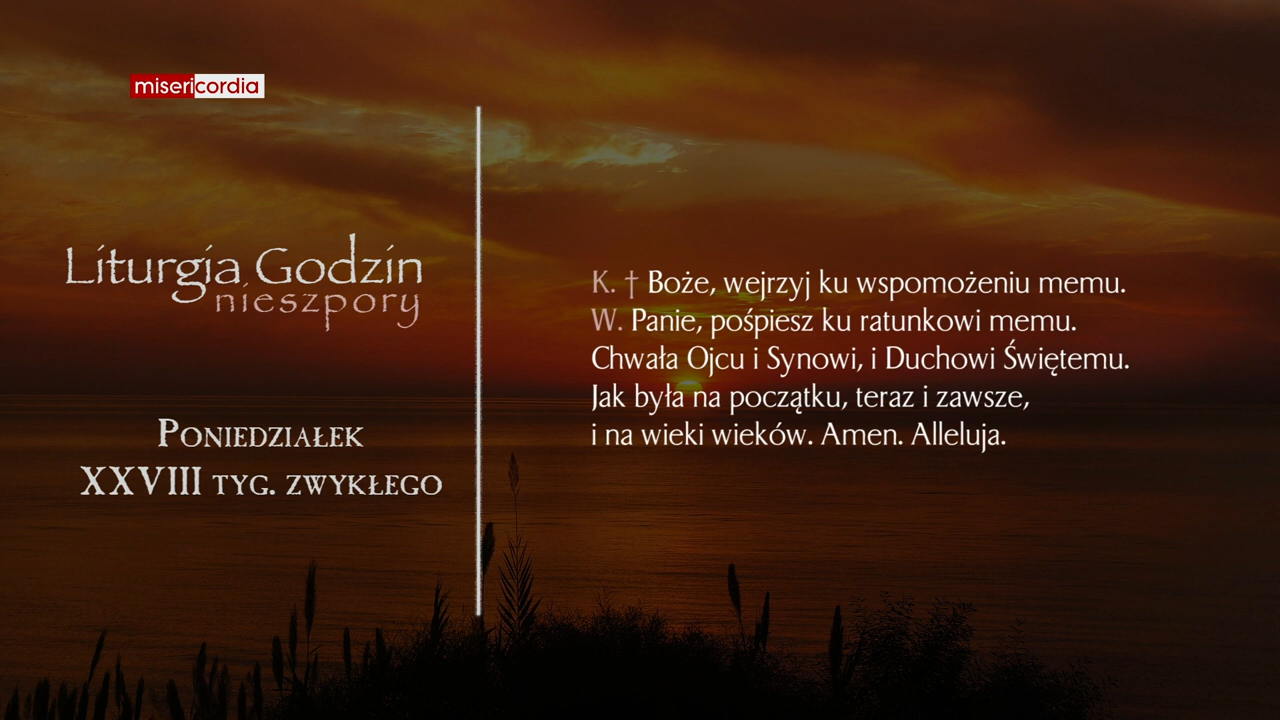 misericordia
Liturgia Godzin
nieszpory
Poniedziałek
XXVIII tyg. zwykłego
K. † Boże, wejrzyj ku wspomożeniu memu.
W. Panie, pośpiesz ku ratunkowi memu.
Chwała Ojcu i Synowi, i Duchowi Świętemu.
Jak była na początku, teraz i zawsze,
i na wieki wieków. Amen. Alleluja.